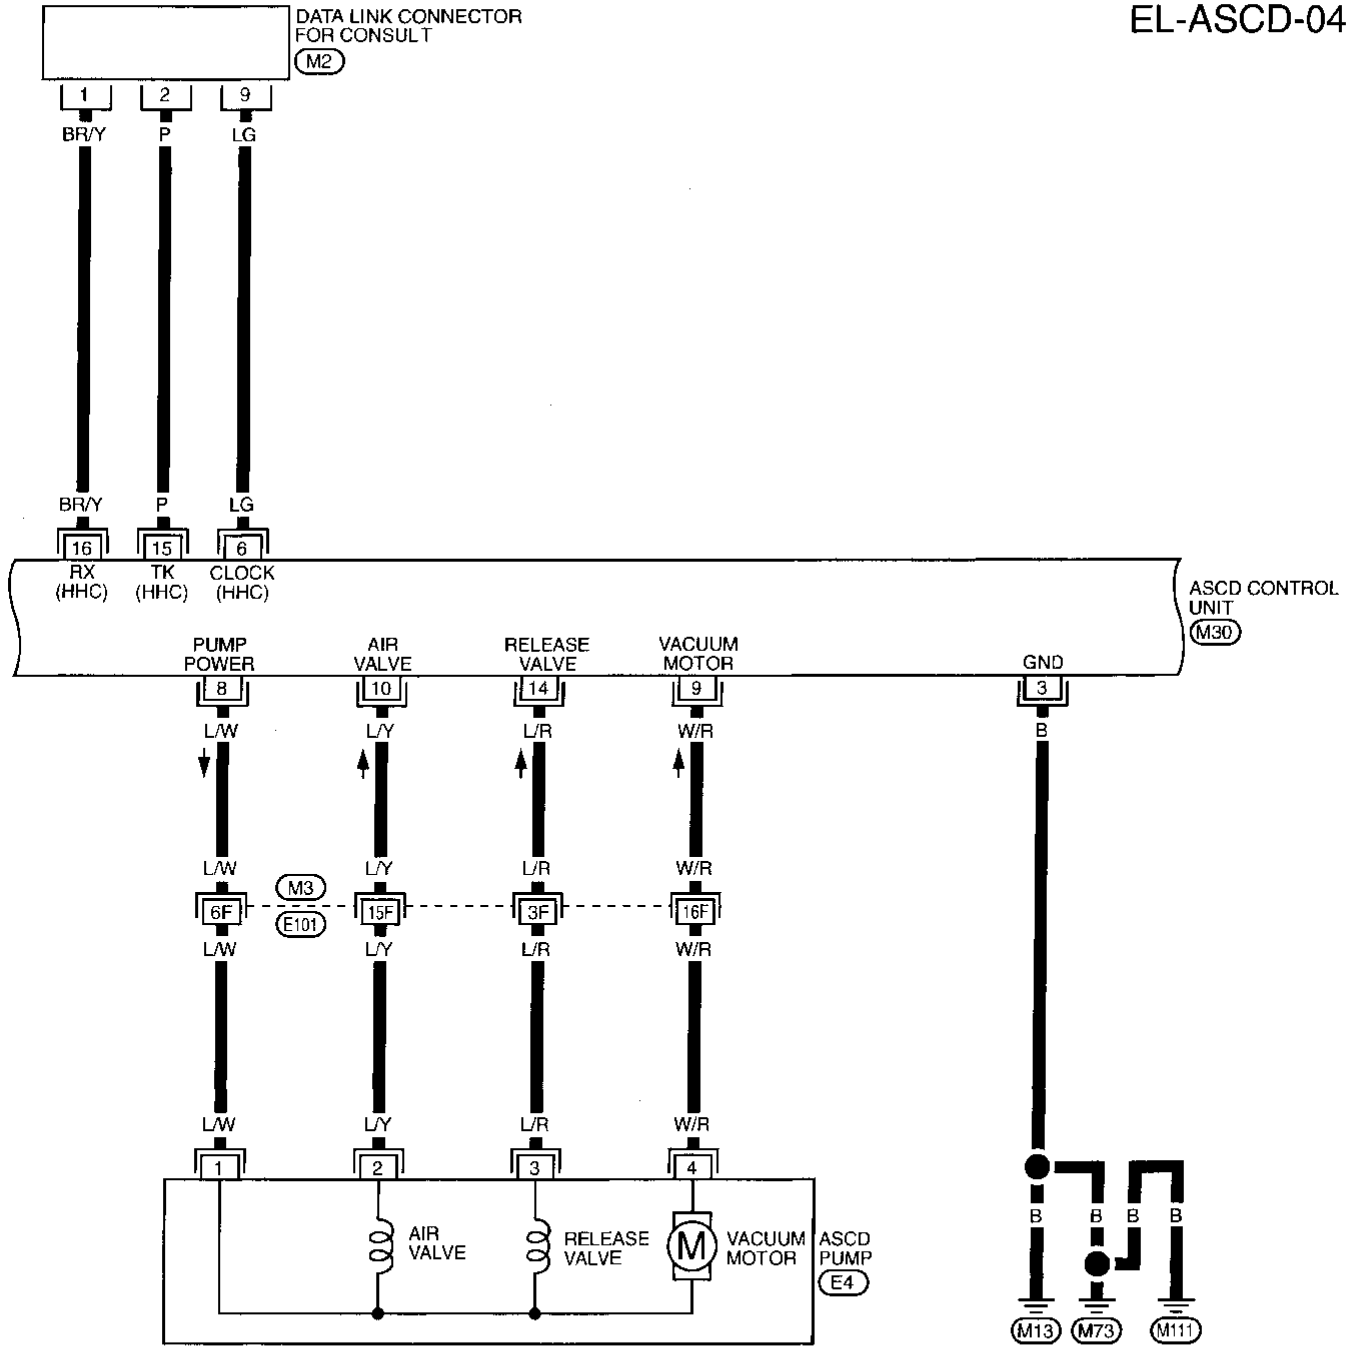 EL-ASCD-04
DATA LINK CONNECTOR
FOR CONSULT
M2
1 2 9
BR/Y P LG
BR/Y P LG
16 15 6
RX TK CLOCK
(HHC) (HHC) (HHC)
ASCD CONTROL
UNIT
M30
PUMP AIR RELEASE VACUUM
POWER VALVE VALVE MOTOR GND
8 10 14 9 3
L/W L/Y L/R W/R B
L/W L/Y L/R W/R
M3
6F 15F 3F 16F
E101
L/W L/Y L/R W/R
L/W L/Y L/R W/R
1 2 3 4
B B B B
AIR RELEASE M VACUUM ASCD
VALVE VALVE MOTOR PUMP
E4
M13 M73 M111